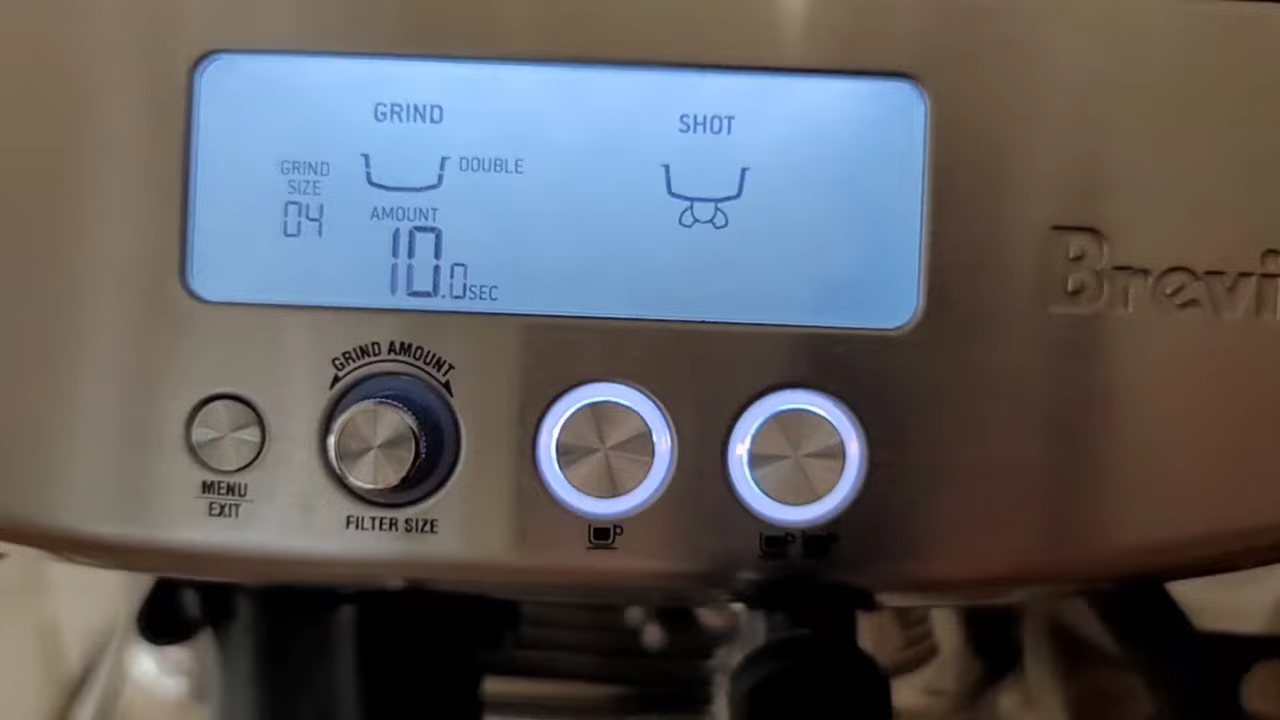 GRIND
SHOT
GRIND
SIZE
04
DOUBLE
AMOUNT
10.0SEC
Brevi
GRIND AMOUNT
MENU
EXIT
FILTER SIZE